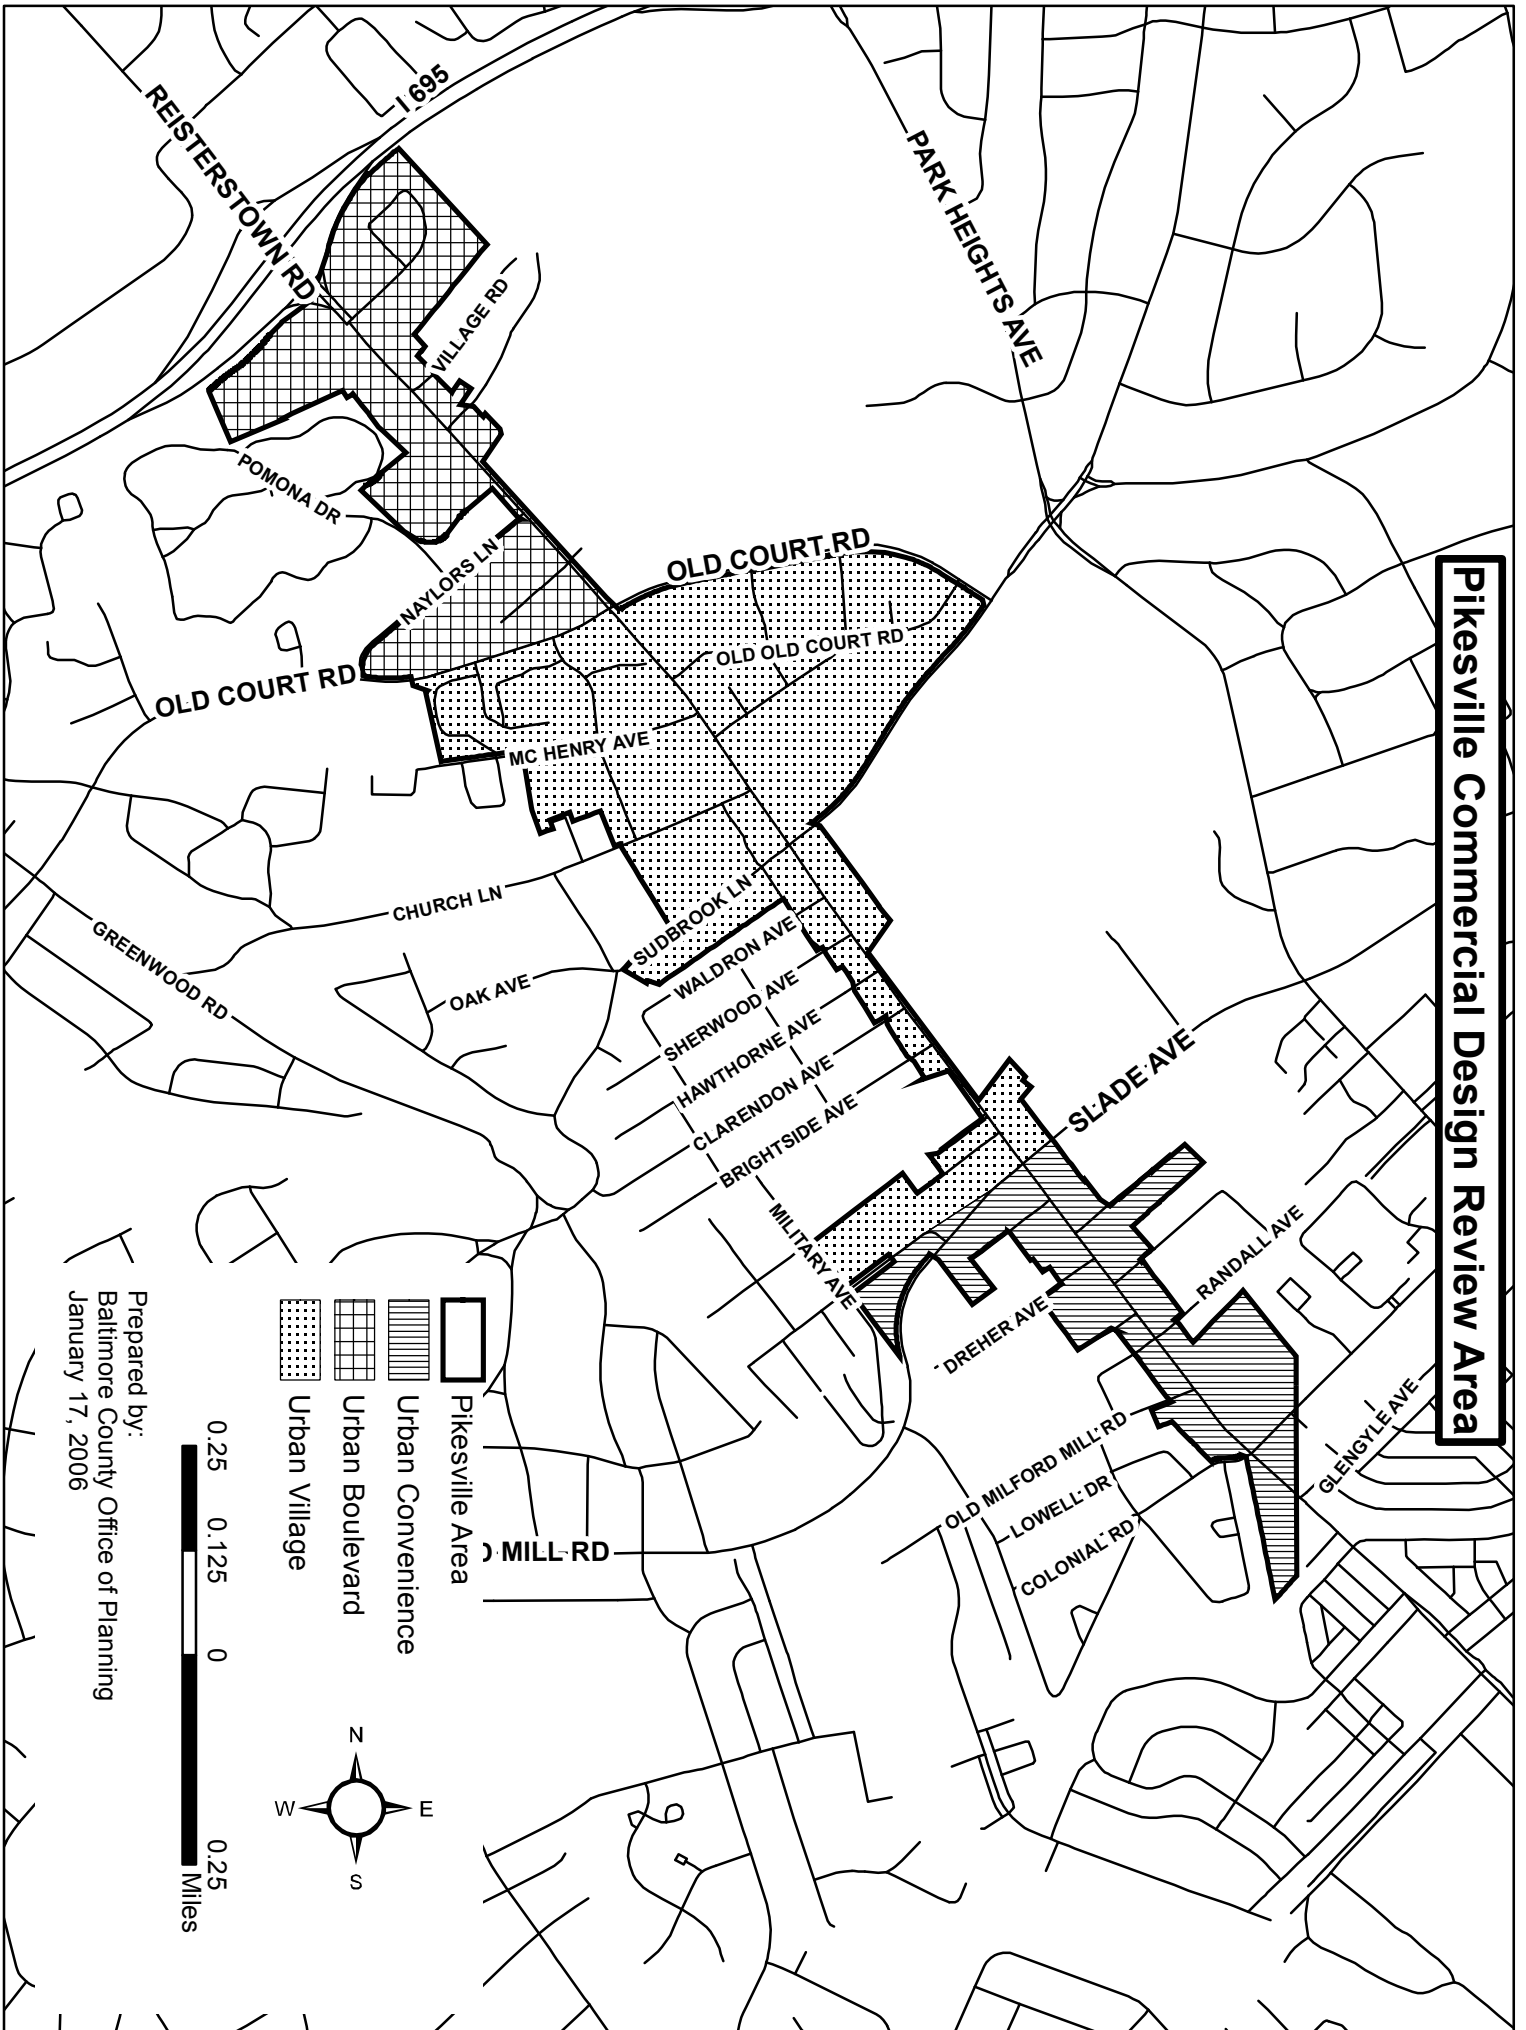 Pikesville Commercial Design Review Area
I 695
REISTERSTOWN RD
PARK HEIGHTS AVE
VILLAGE RD
POMONA DR
NAYLORS LN
OLD COURT RD
OLD OLD COURT RD
OLD COURT RD
MC HENRY AVE
CHURCH LN
SUDBROOK LN
GREENWOOD RD
OAK AVE
WALDRON AVE
SHERWOOD AVE
HAWTHORNE AVE
CLARENDON AVE
BRIGHTSIDE AVE
SLADE AVE
MILITARY AVE
RANDALL AVE
DREHER AVE
GLENGYLE AVE
OLD MILFORD MILL RD
LOWELL DR
COLONIAL RD
MILL RD
Pikesville Area
Urban Convenience
Urban Boulevard
Urban Village
0.25 0.125 0 0.25
Miles
N
W E
S
Prepared by:
Baltimore County Office of Planning
January 17, 2006